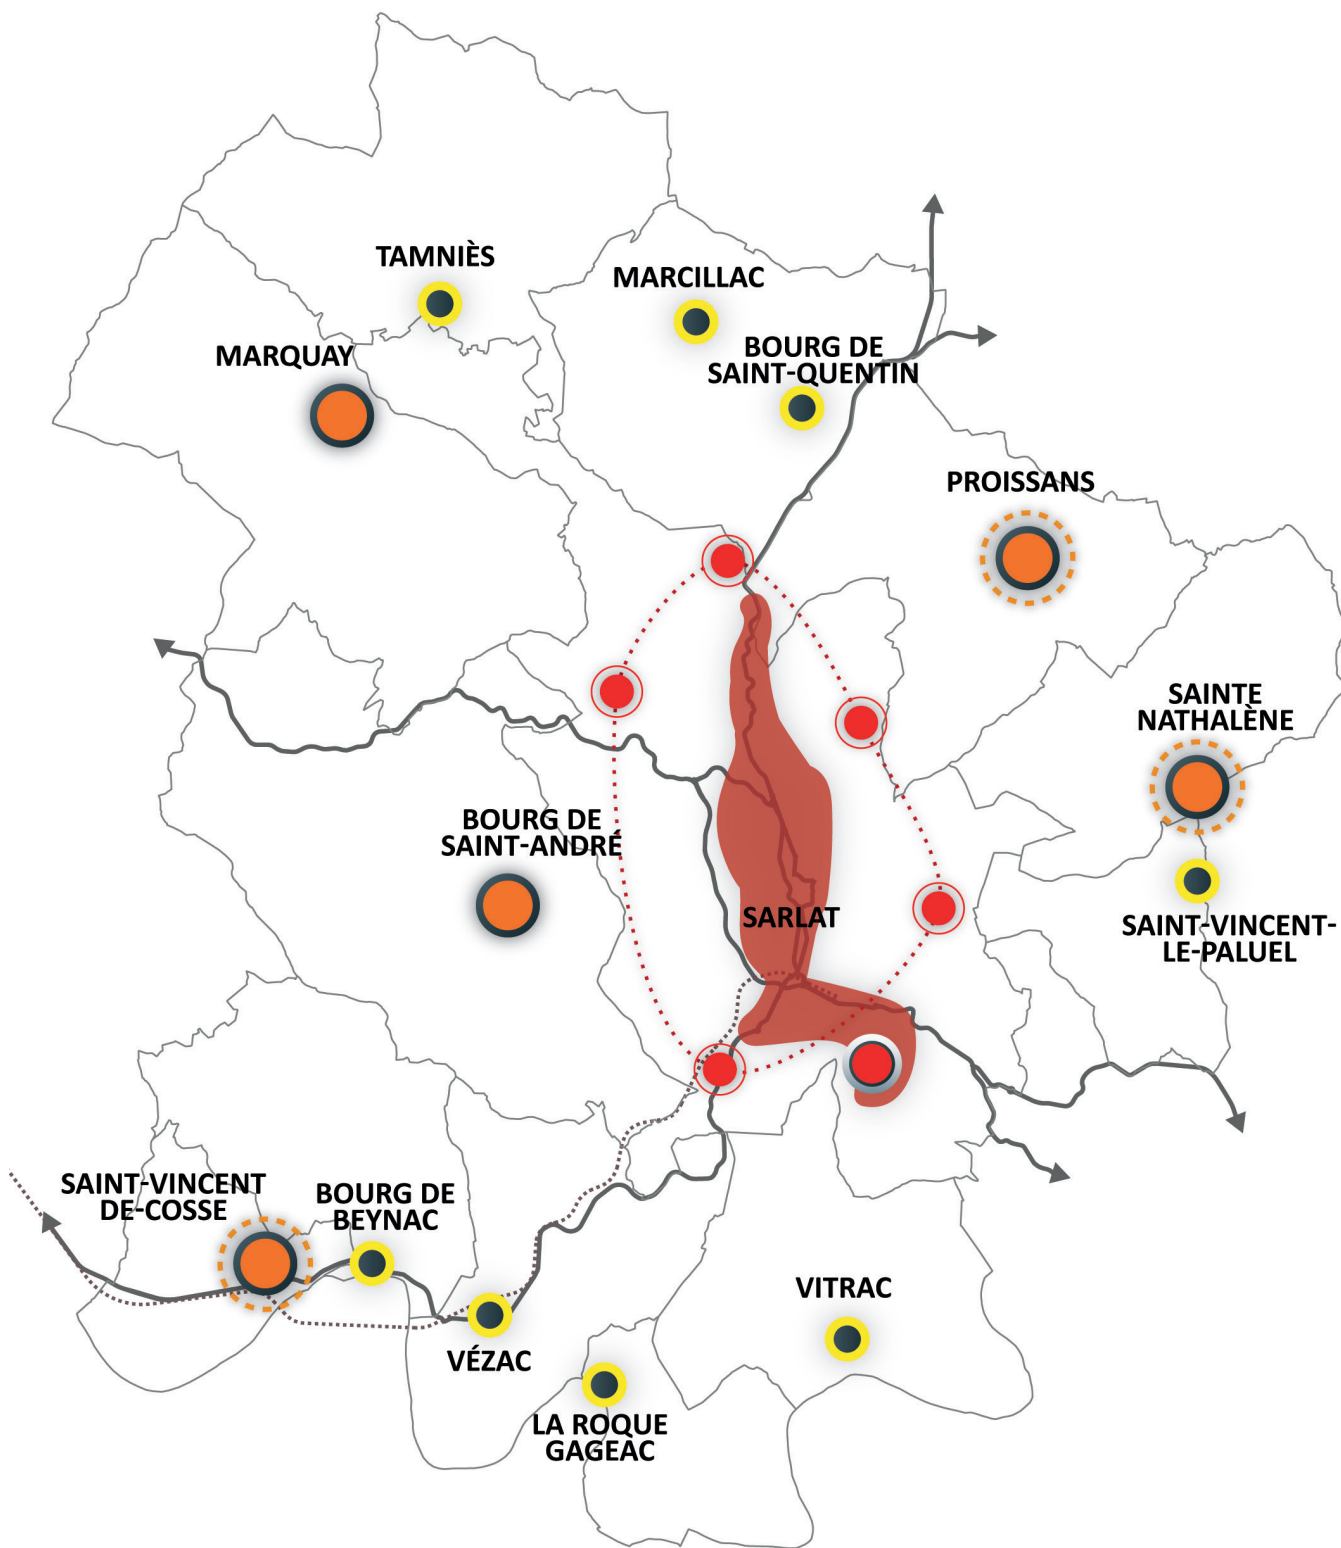 TAMNIÈS
MARCILLAC
MARQUAY
BOURG DE
SAINT-QUENTIN
PROISSANS
SAINTE
NATHALÈNE
BOURG DE
SAINT-ANDRÉ
SARLAT
SAINT-VINCENT-
LE-PALUEL
SAINT-VINCENT
DE-COSSE
BOURG DE
BEYNAC
VITRAC
VÉZAC
LA ROQUE
GAGEAC